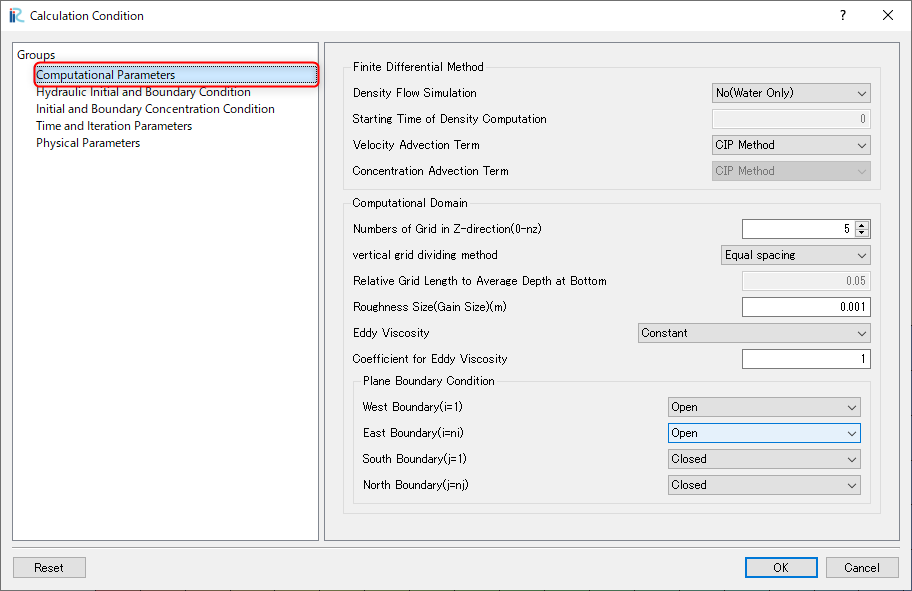 iRC Calculation Condition ? ✕
Groups
Computational Parameters
Hydraulic Initial and Boundary Condition
Initial and Boundary Concentration Condition
Time and Iteration Parameters
Physical Parameters
Finite Differential Method
Density Flow Simulation No(Water Only)
Starting Time of Density Computation 0
Velocity Advection Term CIP Method
Concentration Advection Term CIP Method
Computational Domain
Numbers of Grid in Z-direction(0-nz) 5
vertical grid dividing method Equal spacing
Relative Grid Length to Average Depth at Bottom 0.05
Roughness Size(Gain Size)(m) 0.001
Eddy Viscosity Constant
Coefficient for Eddy Viscosity 1
Plane Boundary Condition
West Boundary(i=1) Open
East Boundary(i=ni) Open
South Boundary(j=1) Closed
North Boundary(j=nj) Closed
Reset OK Cancel